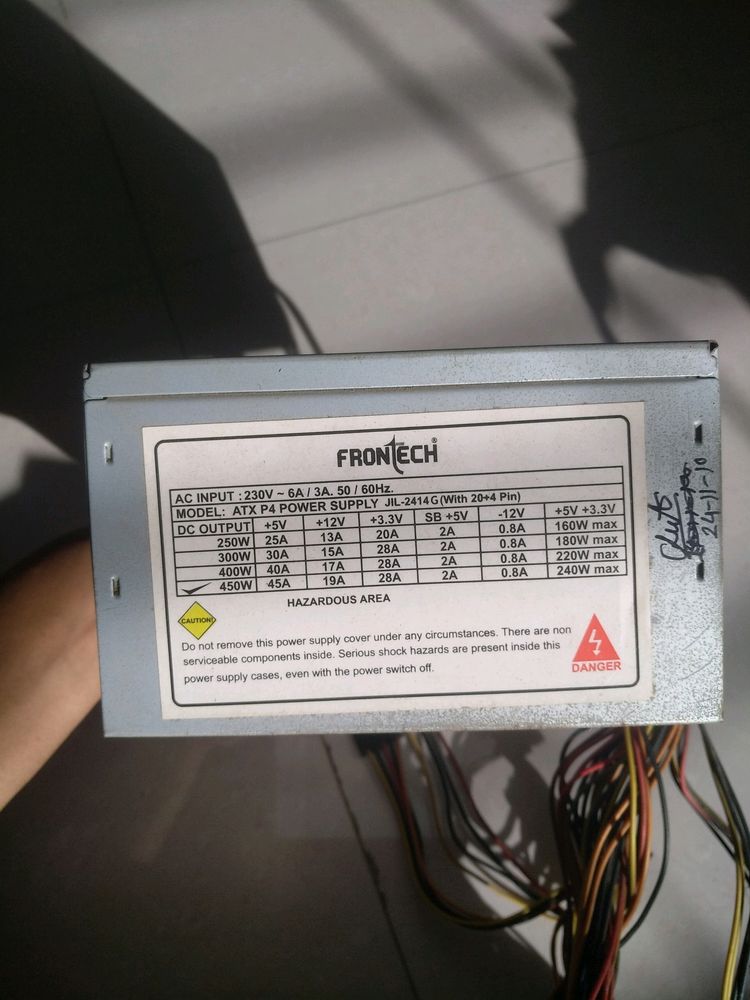 FRONTECH®
AC INPUT : 230V ~ 6A / 3A. 50 / 60Hz.
MODEL: ATX P4 POWER SUPPLY JIL-2414G (With 20+4 Pin)
DC OUTPUT +5V +12V +3.3V SB +5V -12V +5V +3.3V
250W 25A 13A 20A 2A 0.8A 160W max
300W 30A 15A 28A 2A 0.8A 180W max
400W 40A 17A 28A 2A 0.8A 220W max
450W 45A 19A 28A 2A 0.8A 240W max
HAZARDOUS AREA
CAUTION!
Do not remove this power supply cover under any circumstances. There are non
serviceable components inside. Serious shock hazards are present inside this
power supply cases, even with the power switch off.
DANGER
24-11-10